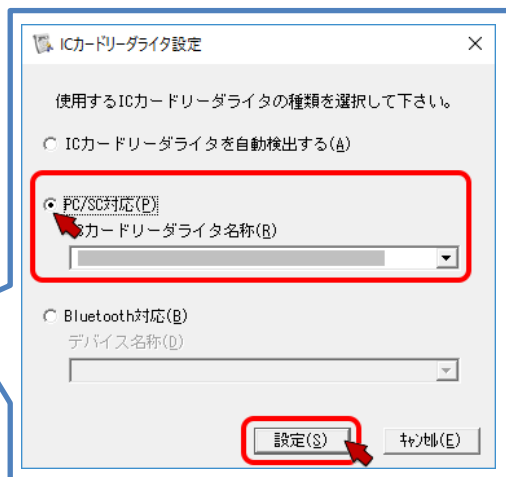 ICカードリーダライタ設定
使用するICカードリーダライタの種類を選択して下さい。
ICカードリーダライタを自動検出する(A)
PC/SC対応(P)
カードリーダライタ名称(R)
Bluetooth対応(B)
デバイス名称(D)
設定(S)
キャンセル(E)